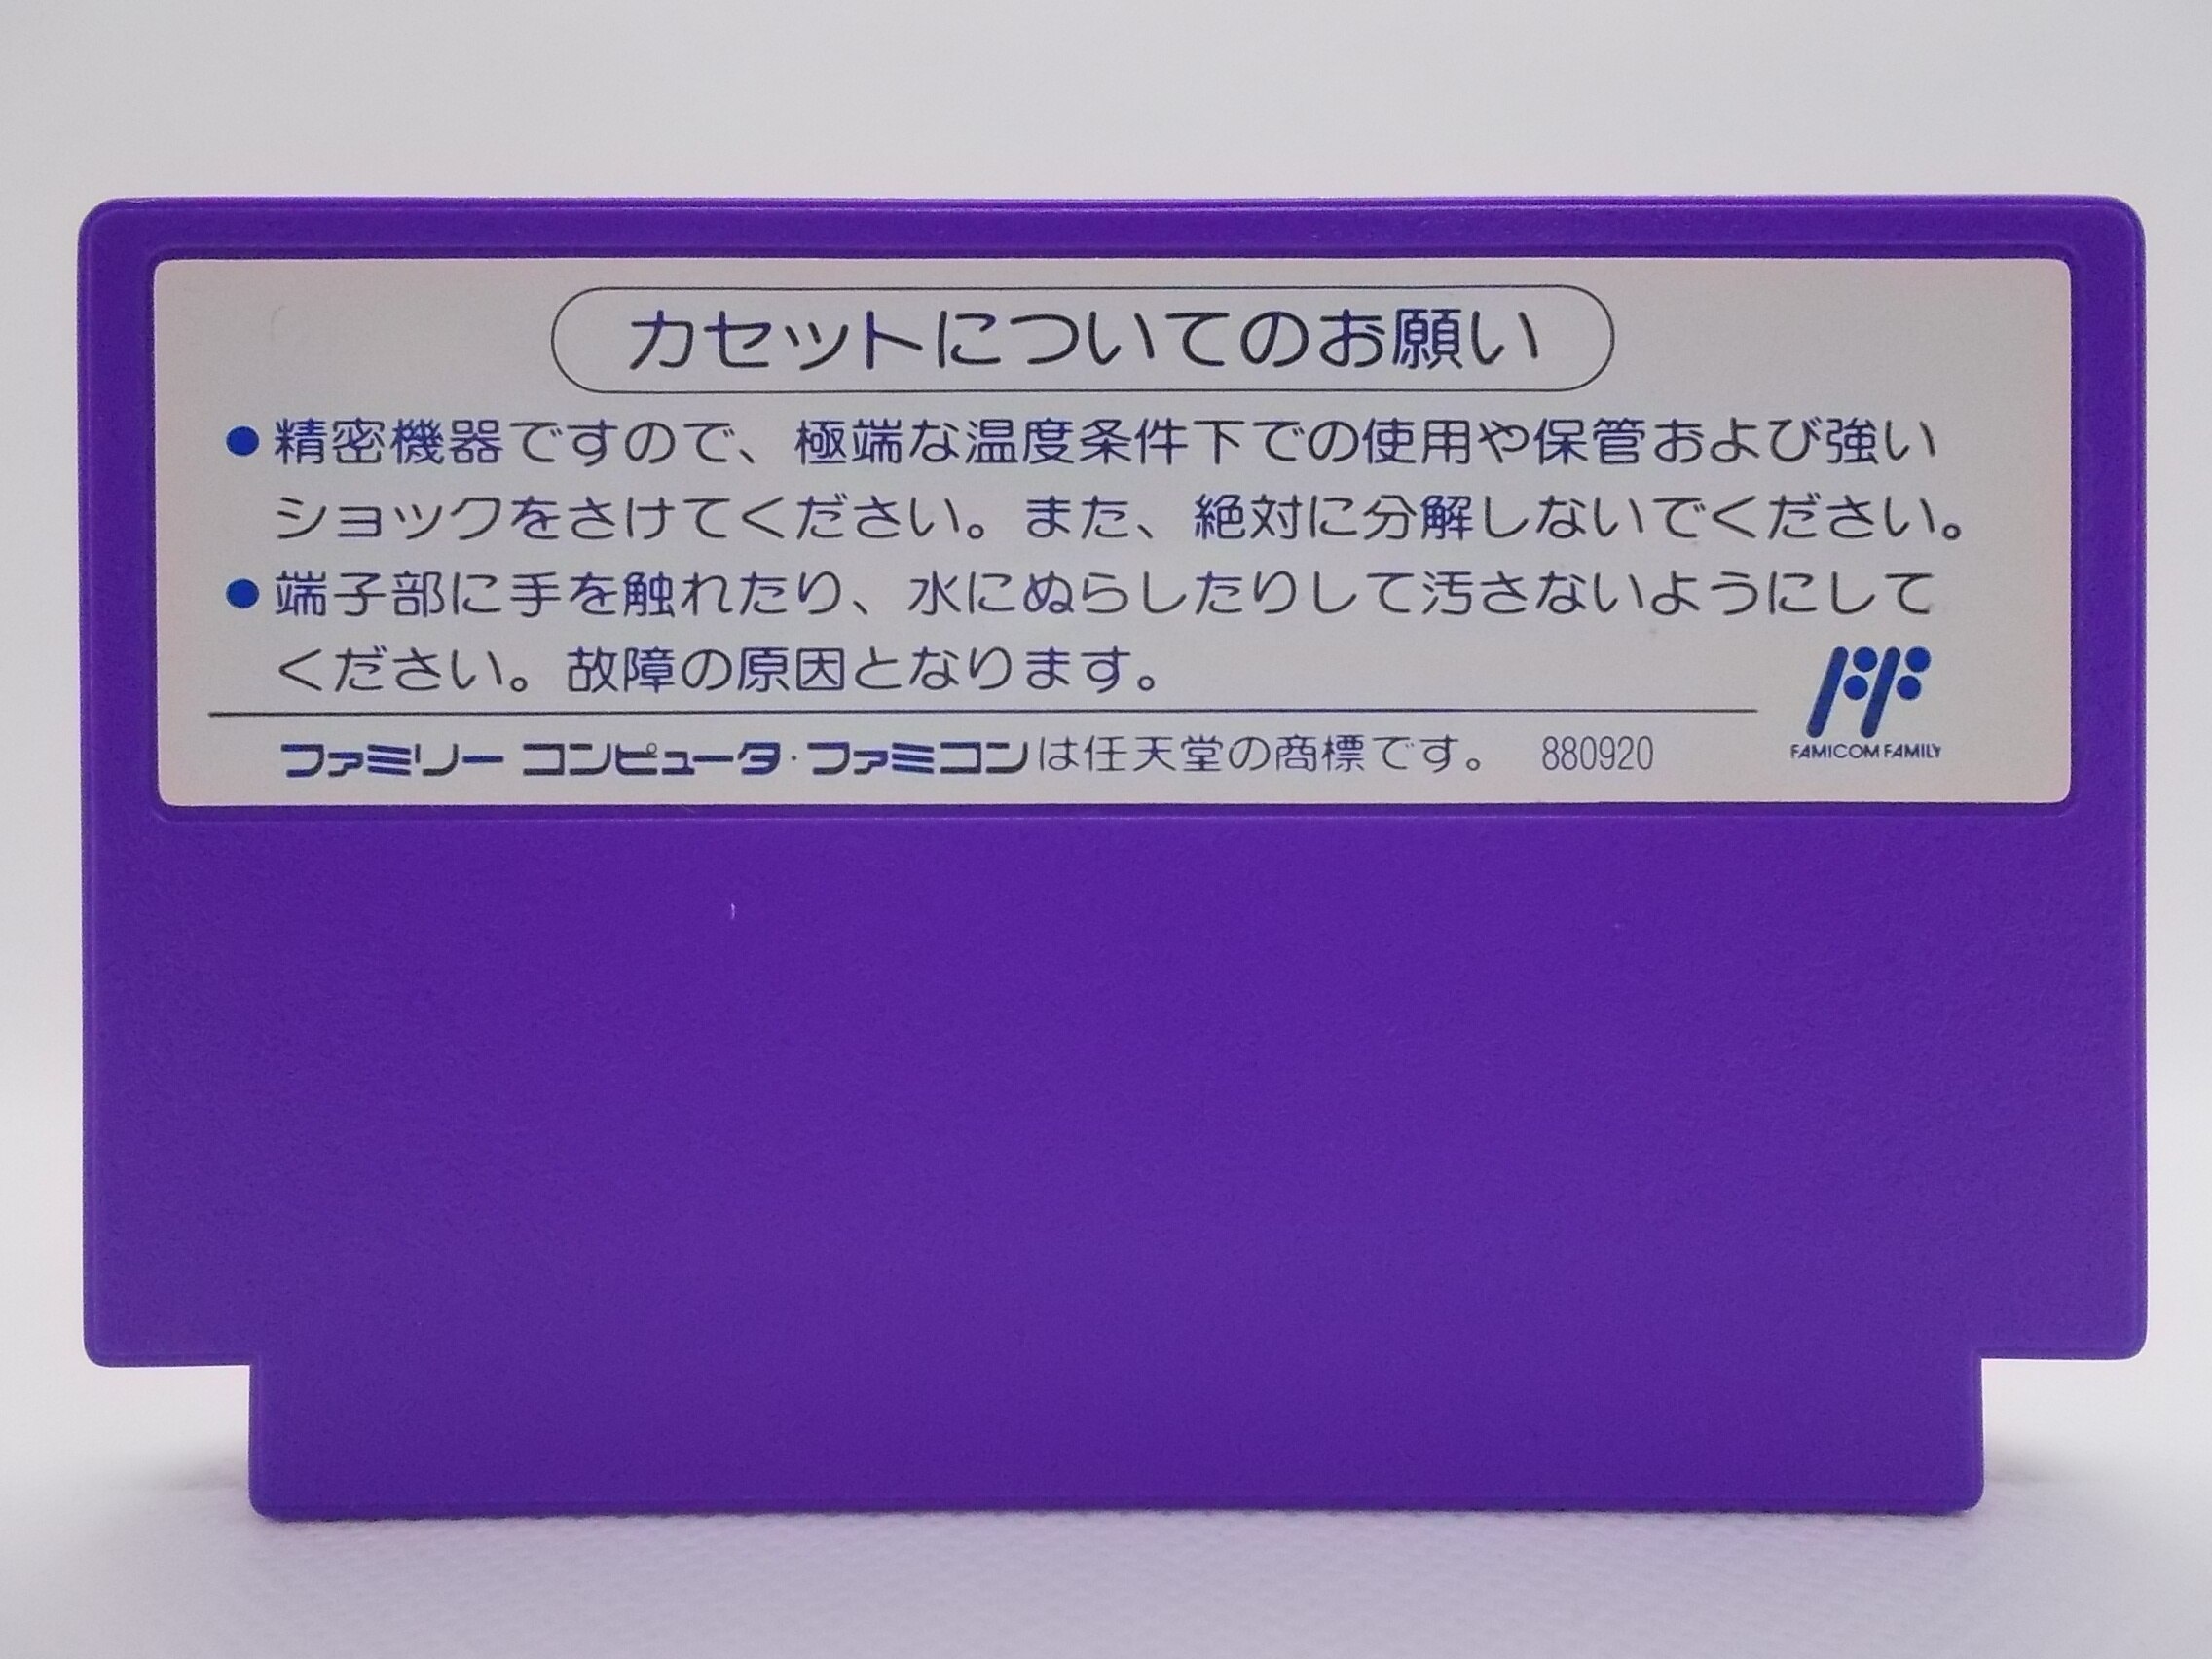 カセットについてのお願い
●精密機器ですので、極端な温度条件下での使用や保管および強い
ショックをさけてください。また、絶対に分解しないでください。
●端子部に手を触れたり、水にぬらしたりして汚さないようにして
ください。故障の原因となります。
ファミリー コンピュータ・ファミコンは任天堂の商標です。 880920
FAMICOM FAMILY